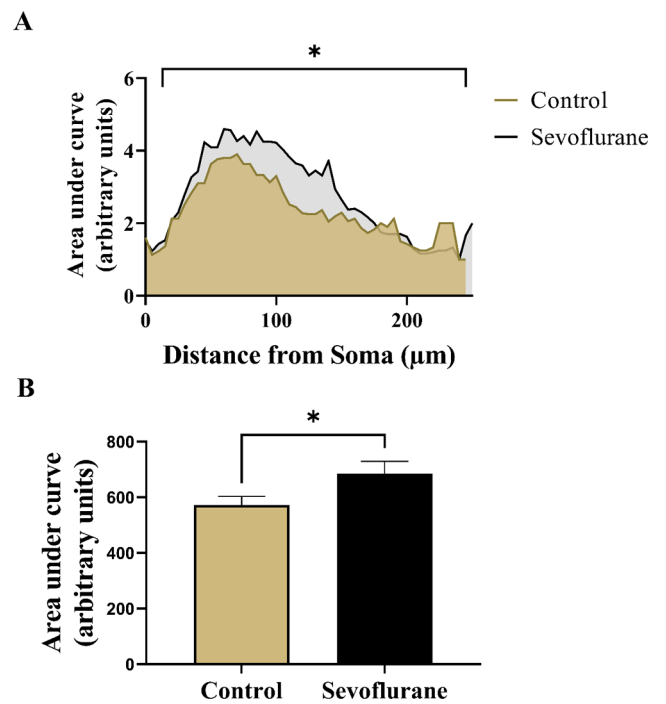 A
*
6
4
2
0
Area under curve
(arbitrary units)
Control
Sevoflurane
0 100 200
Distance from Soma (µm)
B
*
800
600
400
200
0
Area under curve
(arbitrary units)
Control Sevoflurane